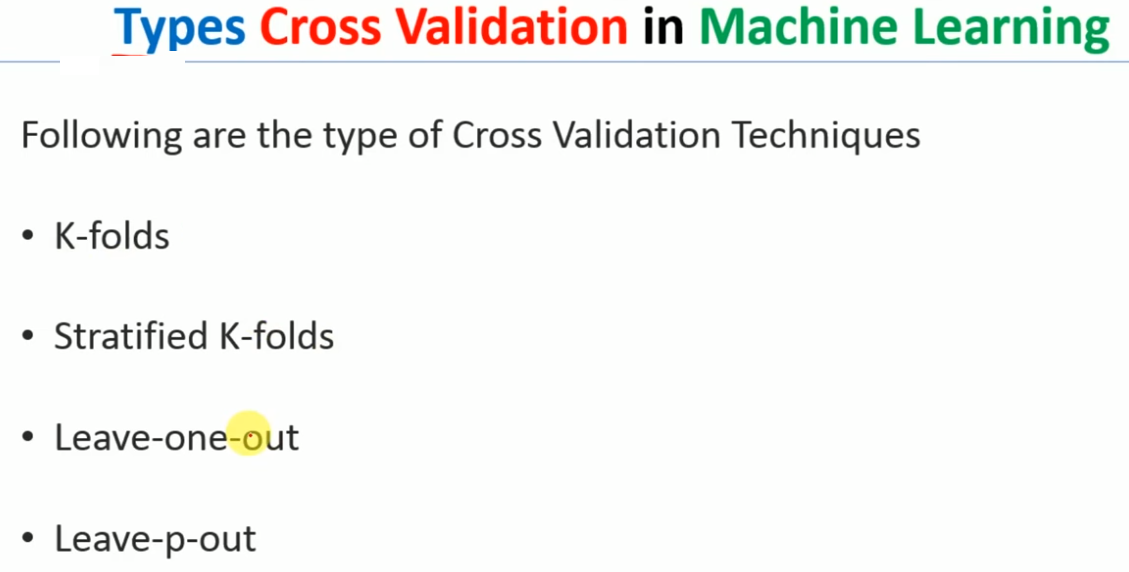 Types Cross Validation in Machine Learning
Following are the type of Cross Validation Techniques
• K-folds
• Stratified K-folds
• Leave-one-out
• Leave-p-out